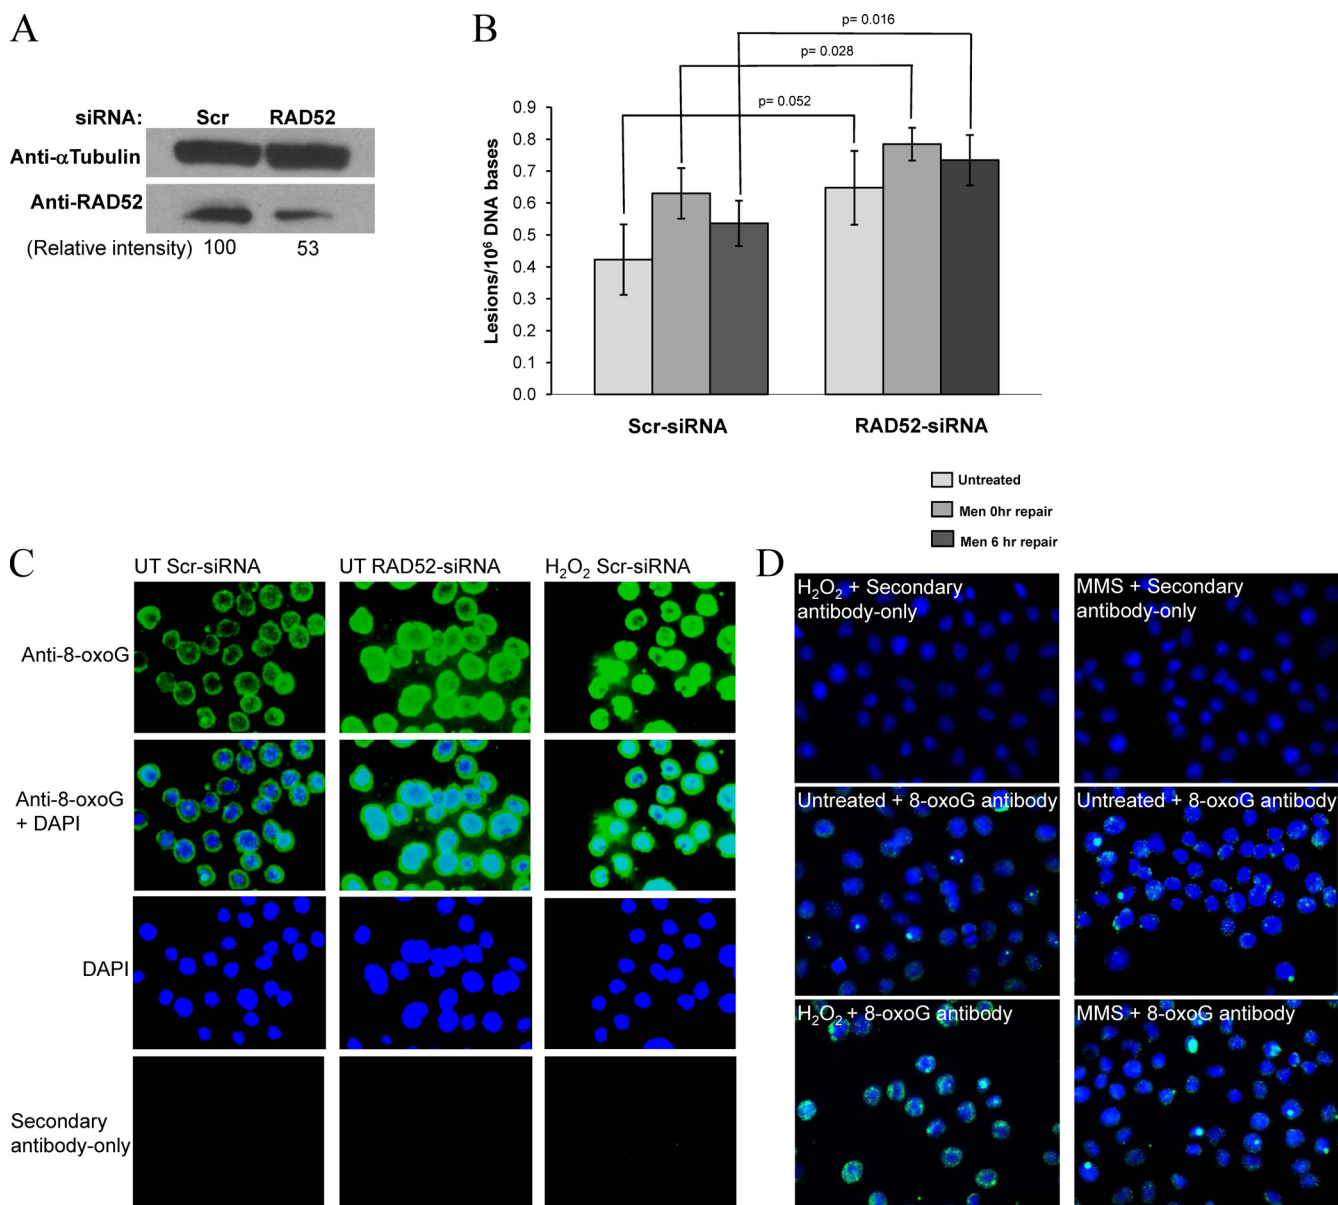 A
siRNA: Scr RAD52
Anti-αTubulin
Anti-RAD52
(Relative intensity) 100 53
B
p= 0.016
p= 0.028
p= 0.052
Lesions/10⁶ DNA bases
0.9
0.8
0.7
0.6
0.5
0.4
0.3
0.2
0.1
0.0
Scr-siRNA RAD52-siRNA
Untreated
Men 0hr repair
Men 6 hr repair
C
UT Scr-siRNA UT RAD52-siRNA H₂O₂ Scr-siRNA
Anti-8-oxoG
Anti-8-oxoG
+ DAPI
DAPI
Secondary
antibody-only
D
H₂O₂ + Secondary
antibody-only
MMS + Secondary
antibody-only
Untreated + 8-oxoG antibody
Untreated + 8-oxoG antibody
H₂O₂ + 8-oxoG antibody
MMS + 8-oxoG antibody